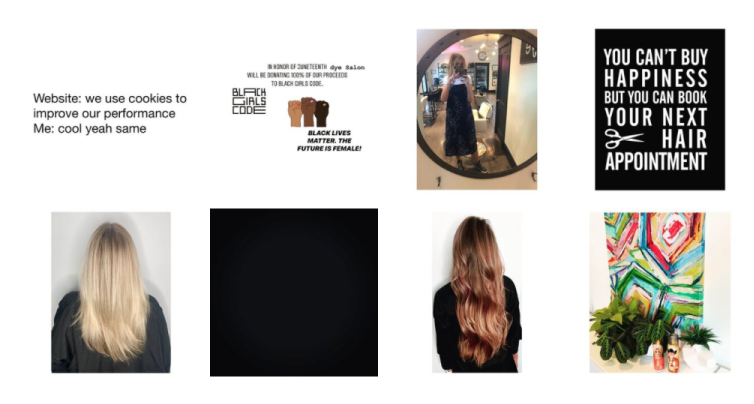 Website: we use cookies to
improve our performance
Me: cool yeah same
IN HONOR OF JUNETEENTH dye Salon
WILL BE DONATING 100% OF OUR PROCEEDS
TO BLACK GIRLS CODE.
BLACK
GIRLS
CODE
BLACK LIVES
MATTER. THE
FUTURE IS FEMALE!
YOU CAN'T BUY
HAPPINESS
BUT YOU CAN BOOK
YOUR NEXT
HAIR
APPOINTMENT